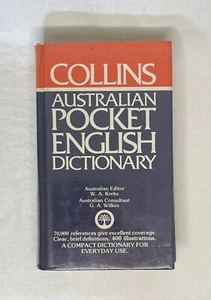 COLLINS
AUSTRALIAN
POCKET
ENGLISH
DICTIONARY
Australian Editor
W. A. Krebs
Australian Consultant
G. A. Wilkes
70,000 references give excellent coverage.
Clear, brief definitions. 400 illustrations.
A COMPACT DICTIONARY FOR
EVERYDAY USE.